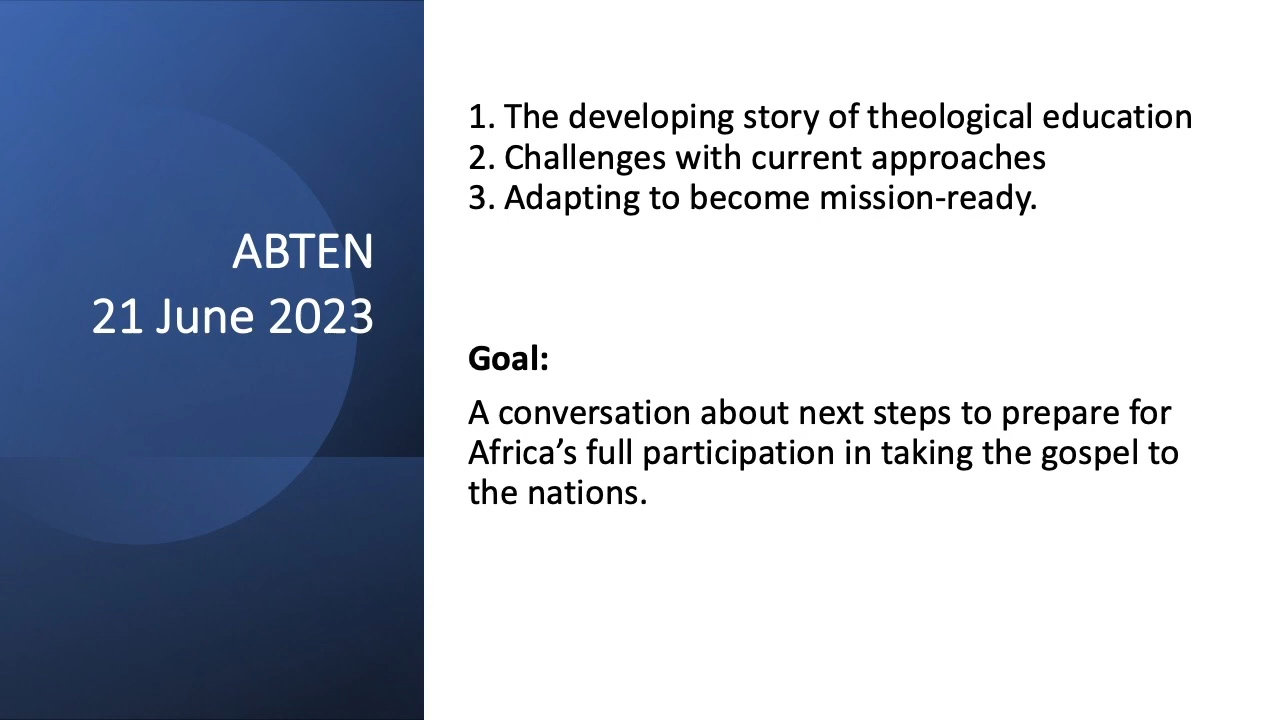 ABTEN
21 June 2023
1. The developing story of theological education
2. Challenges with current approaches
3. Adapting to become mission-ready.
Goal:
A conversation about next steps to prepare for
Africa’s full participation in taking the gospel to
the nations.